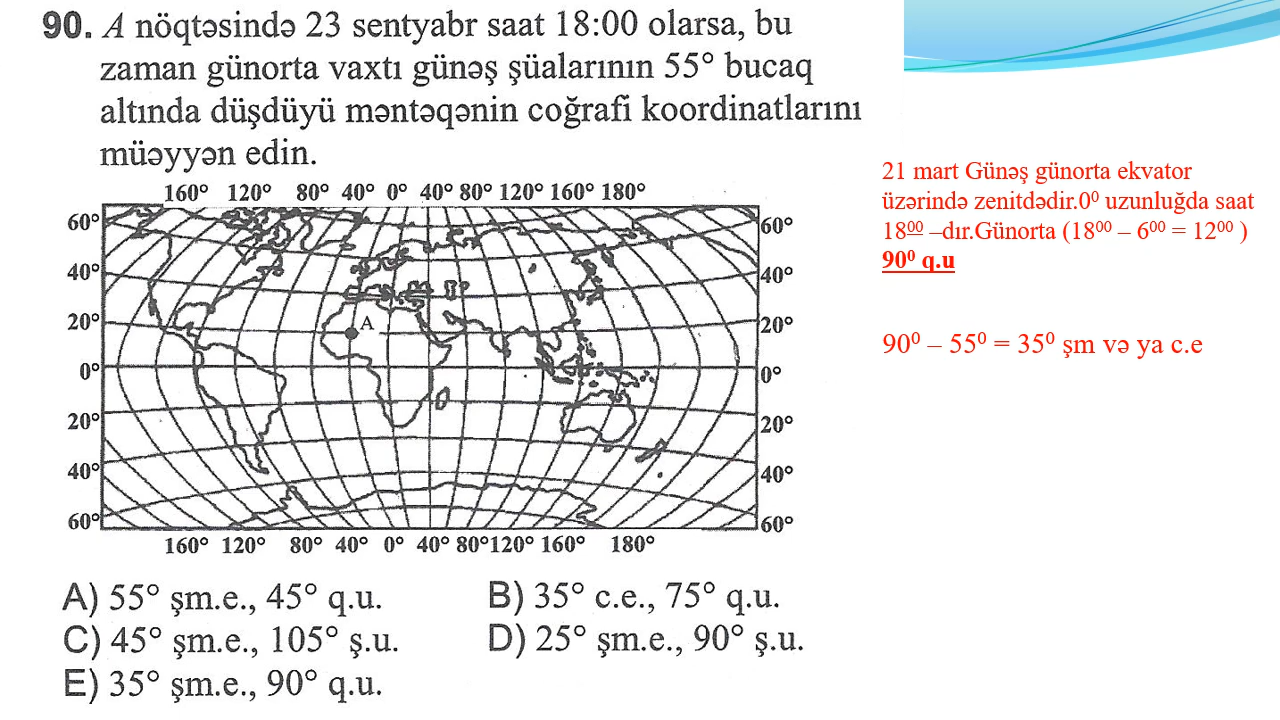 90. A nöqtəsində 23 sentyabr saat 18:00 olarsa, bu
zaman günorta vaxtı günəş şüalarının 55° bucaq
altında düşdüyü məntəqənin coğrafi koordinatlarını
müəyyən edin.
160° 120° 80° 40° 0° 40° 80° 120° 160° 180°
60° 60°
40° 40°
20° 20°
A
0° 0°
20° 20°
40° 40°
60° 60°
160° 120° 80° 40° 0° 40° 80° 120° 160° 180°
A) 55° şm.e., 45° q.u. B) 35° c.e., 75° q.u.
C) 45° şm.e., 105° ş.u. D) 25° şm.e., 90° ş.u.
E) 35° şm.e., 90° q.u.
21 mart Günəş günorta ekvator
üzərində zenitdədir.0⁰ uzunluğda saat
18⁰⁰ –dır.Günorta (18⁰⁰ – 6⁰⁰ = 12⁰⁰ )
90⁰ q.u
90⁰ – 55⁰ = 35⁰ şm və ya c.e